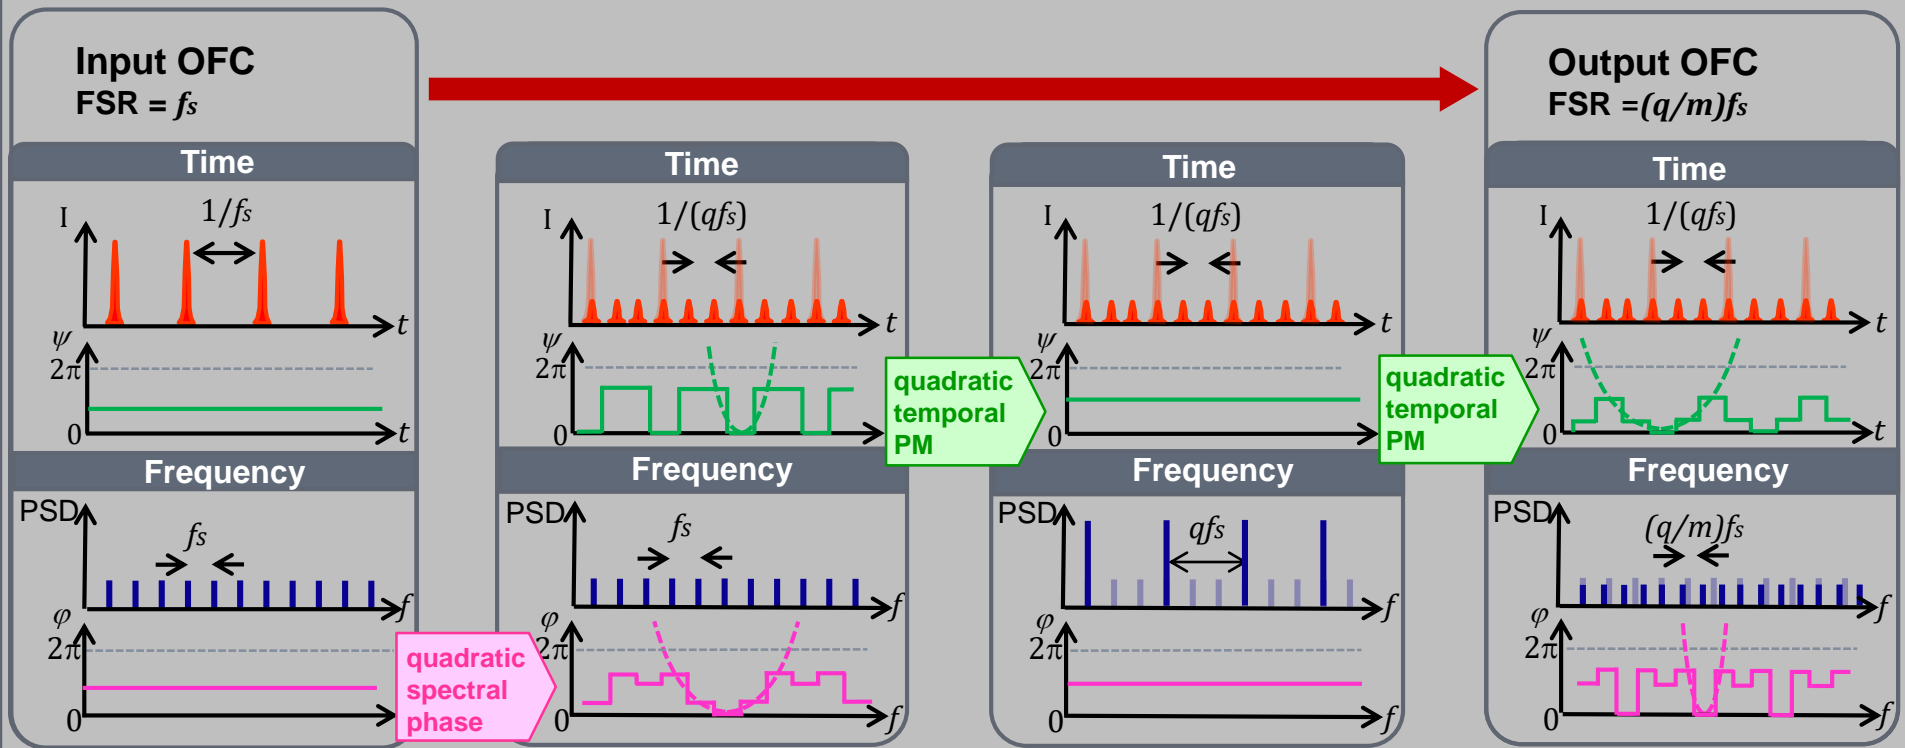 Input OFC
FSR = fs
Time
I
1/fs
t
ψ
2π
0
t
Frequency
PSD
fs
f
φ
2π
0
quadratic
spectral
phase
Time
I
1/(qfs)
t
ψ
2π
0
Frequency
PSD
fs
f
φ
2π
0
f
quadratic
temporal
PM
Time
I
1/(qfs)
t
ψ
2π
0
Frequency
PSD
qfs
f
φ
2π
0
f
quadratic
temporal
PM
Output OFC
FSR =(q/m)fs
Time
I
1/(qfs)
t
ψ
2π
0
t
Frequency
PSD
(q/m)fs
f
φ
2π
0
f